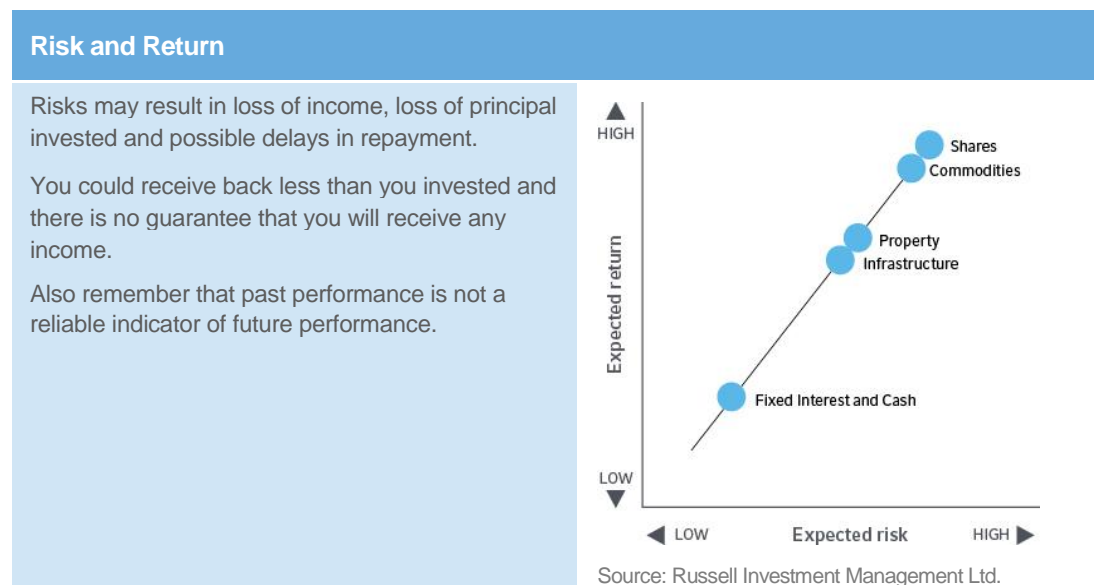 Risk and Return
Risks may result in loss of income, loss of principal
invested and possible delays in repayment.
You could receive back less than you invested and
there is no guarantee that you will receive any
income.
Also remember that past performance is not a
reliable indicator of future performance.
HIGH
Shares
Commodities
Property
Infrastructure
Expected return
Fixed Interest and Cash
LOW
LOW Expected risk HIGH
Source: Russell Investment Management Ltd.